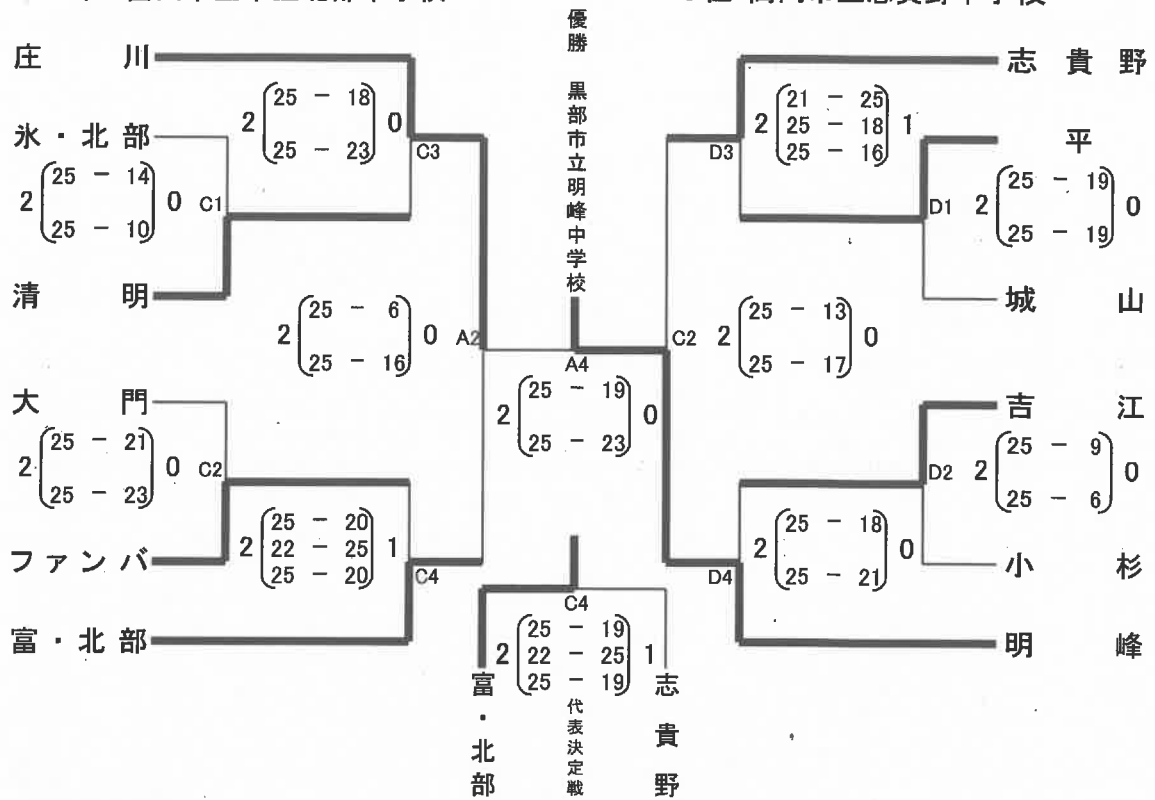 優勝 黒部市立明峰中学校
庄川
2 (25 - 18 25 - 23) 0
C3
氷・北部
2 (25 - 14 25 - 10) 0
C1
清明
2 (25 - 6 25 - 16) 0
A2
大門
2 (25 - 21 25 - 23) 0
C2
ファンバ
2 (25 - 20 22 - 25 25 - 20) 1
C4
富・北部
A4
2 (25 - 19 25 - 23) 0
志貴野
2 (21 - 25 25 - 18 25 - 16) 1
D3
平
D1
2 (25 - 19 25 - 19) 0
城山
C2
2 (25 - 13 25 - 17) 0
吉江
D2
2 (25 - 9 25 - 6) 0
小杉
2 (25 - 18 25 - 21) 0
D4
明峰
C4
2 (25 - 19 22 - 25 25 - 19) 1
富・北部
代表決定戦
志貴野